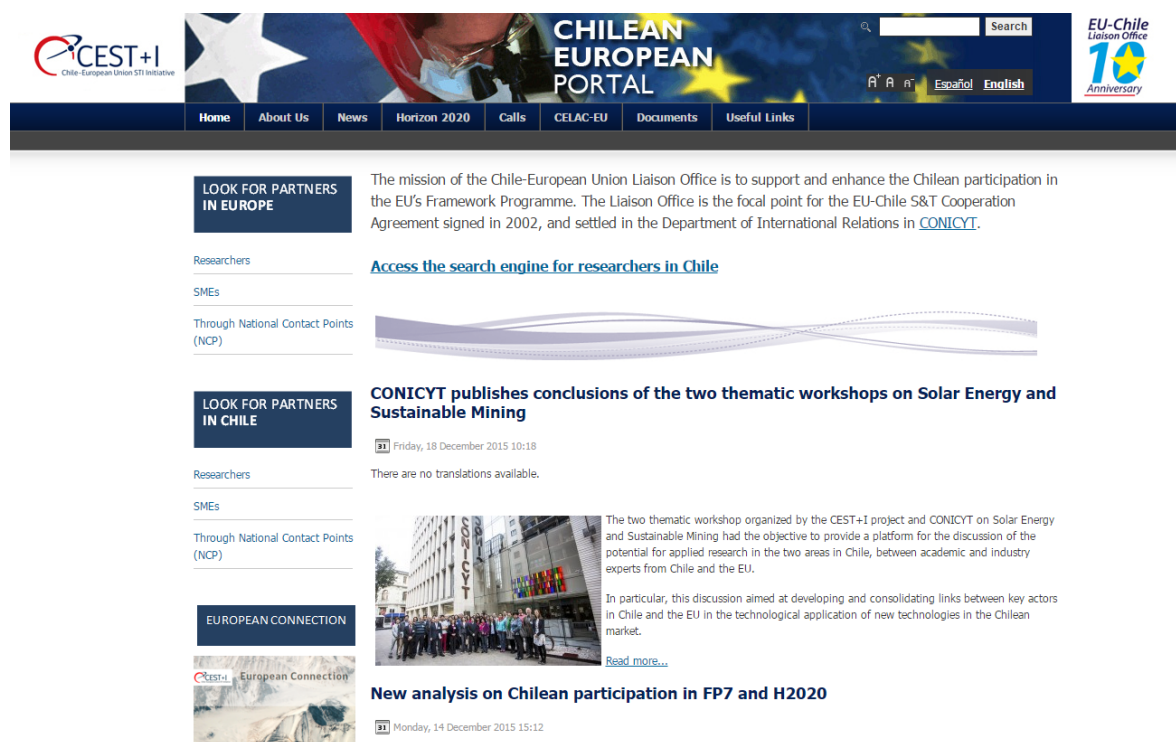 CEST+I
Chile-European Union STI Initiative
CHILEAN
EUROPEAN
PORTAL
Search
A+ A A-
Español English
EU-Chile
Liaison Office
10
Anniversary
Home About Us News Horizon 2020 Calls CELAC-EU Documents Useful Links
LOOK FOR PARTNERS
IN EUROPE
Researchers
SMEs
Through National Contact Points
(NCP)
LOOK FOR PARTNERS
IN CHILE
Researchers
SMEs
Through National Contact Points
(NCP)
EUROPEAN CONNECTION
CEST+I European Connection
The mission of the Chile-European Union Liaison Office is to support and enhance the Chilean participation in
the EU's Framework Programme. The Liaison Office is the focal point for the EU-Chile S&T Cooperation
Agreement signed in 2002, and settled in the Department of International Relations in CONICYT.
Access the search engine for researchers in Chile
CONICYT publishes conclusions of the two thematic workshops on Solar Energy and
Sustainable Mining
31 Friday, 18 December 2015 10:18
There are no translations available.
CONICYT
The two thematic workshop organized by the CEST+I project and CONICYT on Solar Energy
and Sustainable Mining had the objective to provide a platform for the discussion of the
potential for applied research in the two areas in Chile, between academic and industry
experts from Chile and the EU.
In particular, this discussion aimed at developing and consolidating links between key actors
in Chile and the EU in the technological application of new technologies in the Chilean
market.
Read more...
New analysis on Chilean participation in FP7 and H2020
31 Monday, 14 December 2015 15:12